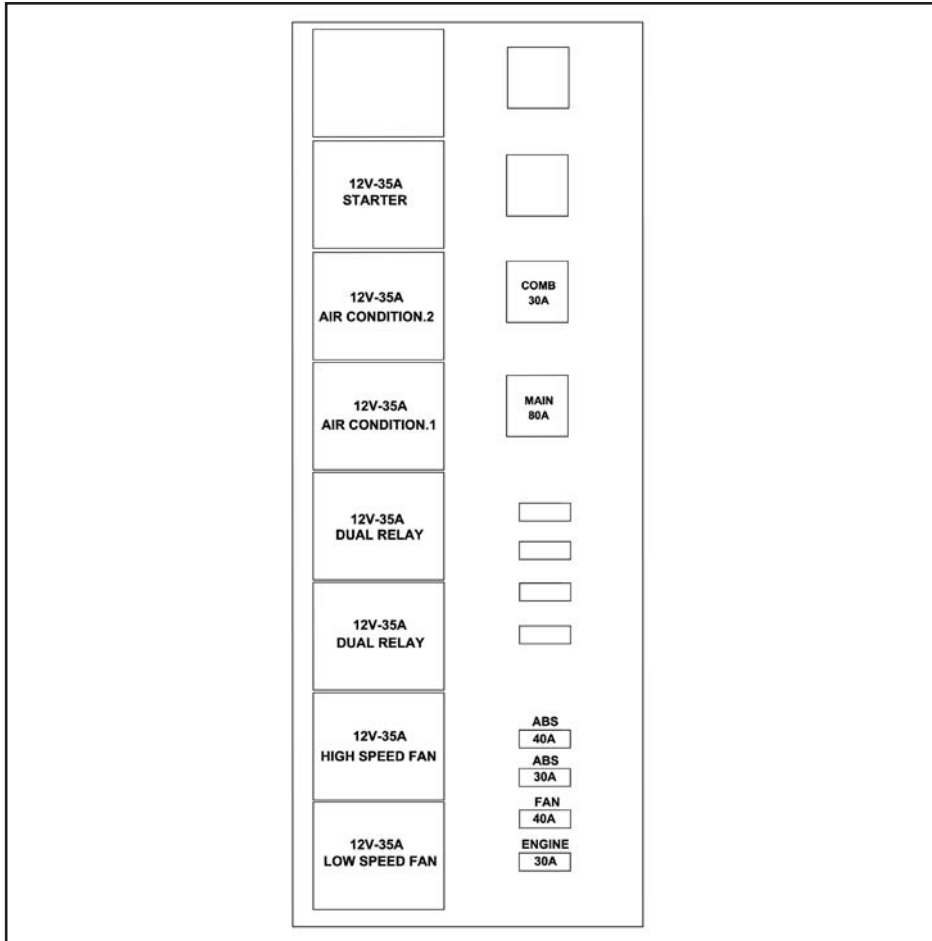 12V-35A
STARTER
12V-35A
AIR CONDITION.2
12V-35A
AIR CONDITION.1
12V-35A
DUAL RELAY
12V-35A
DUAL RELAY
12V-35A
HIGH SPEED FAN
12V-35A
LOW SPEED FAN
COMB
30A
MAIN
80A
ABS
40A
ABS
30A
FAN
40A
ENGINE
30A